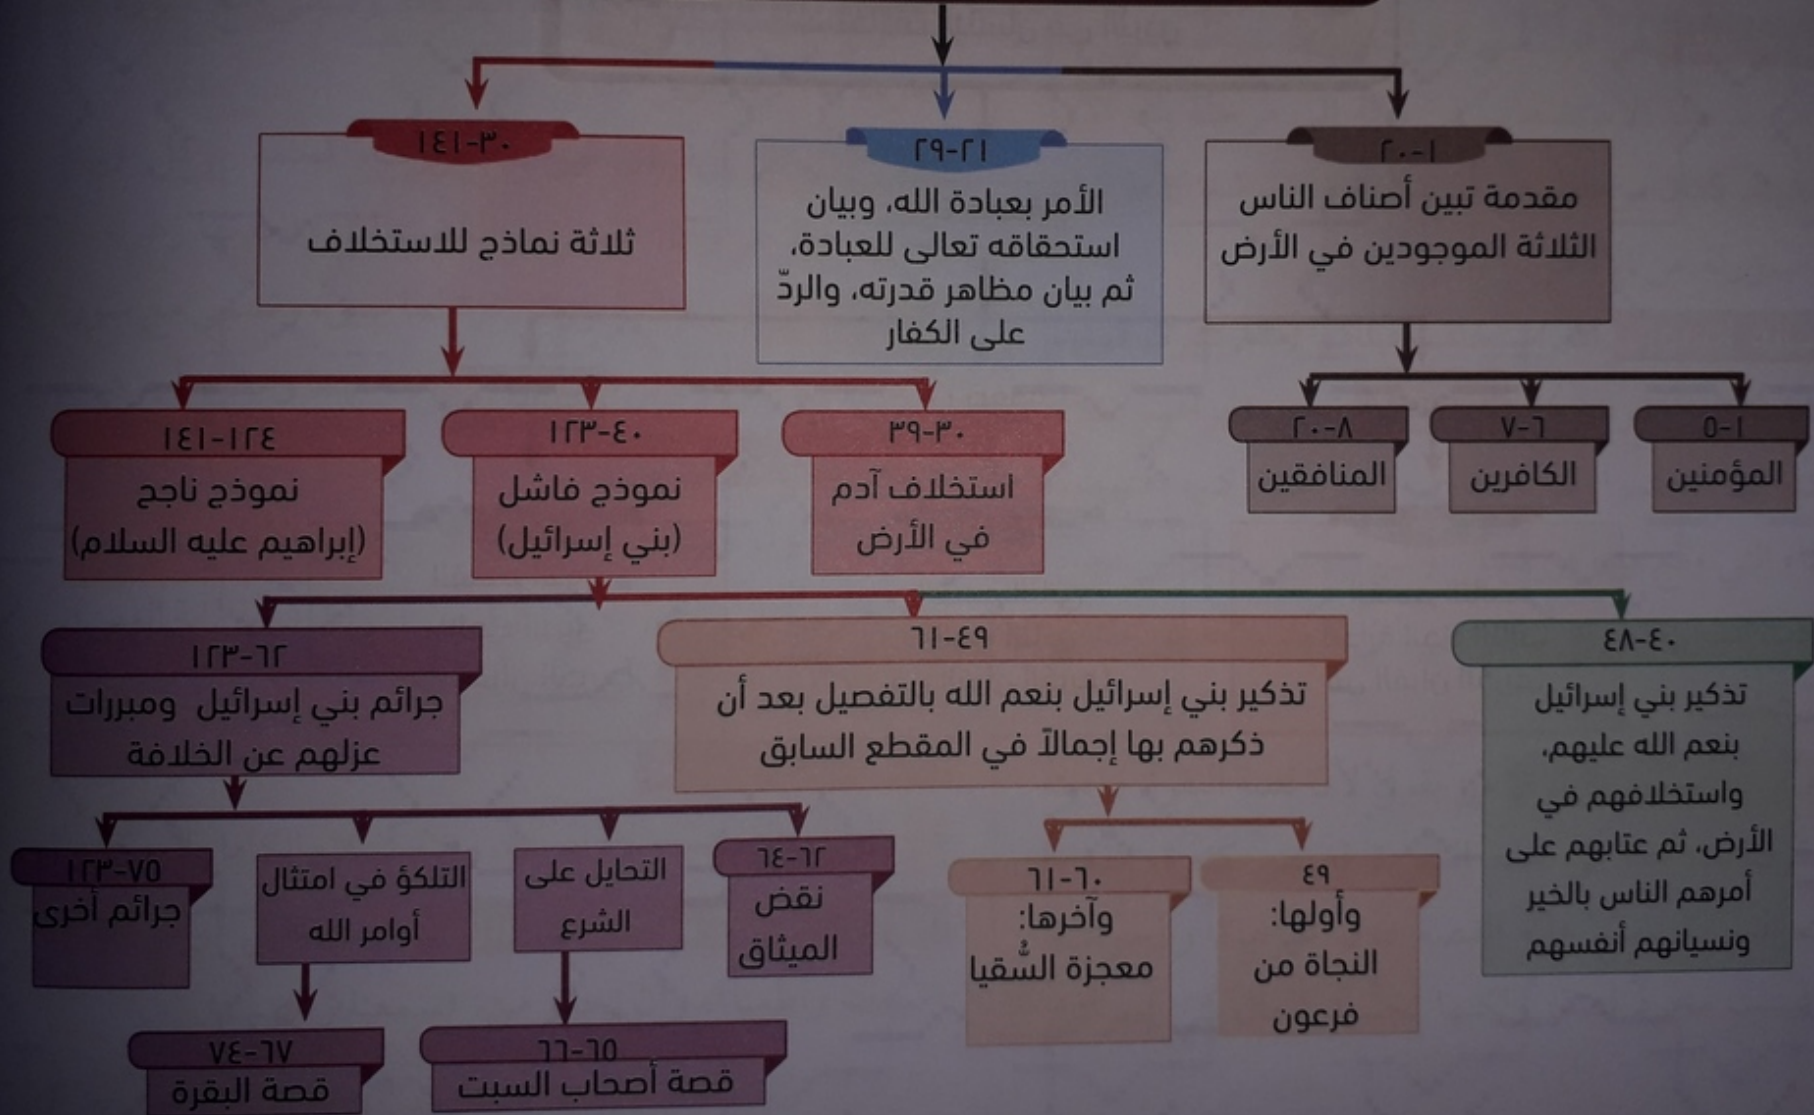 ١-٢٠
مقدمة تبين أصناف الناس
الثلاثة الموجودين في الأرض
٢١-٢٩
الأمر بعبادة الله، وبيان
استحقاقه تعالى للعبادة،
ثم بيان مظاهر قدرته، والردّ
على الكفار
٣٠-١٤١
ثلاثة نماذج للاستخلاف
١-٥
المؤمنين
٦-٧
الكافرين
٨-٢٠
المنافقين
٣٠-٣٩
استخلاف آدم
في الأرض
٤٠-١٢٣
نموذج فاشل
(بني إسرائيل)
١٢٤-١٤١
نموذج ناجح
(إبراهيم عليه السلام)
٤٠-٤٨
تذكير بني إسرائيل
بنعم الله عليهم،
واستخلافهم في
الأرض، ثم عتابهم على
أمرهم الناس بالخير
ونسيانهم أنفسهم
٤٩-٦١
تذكير بني إسرائيل بنعم الله بالتفصيل بعد أن
ذكرهم بها إجمالاً في المقطع السابق
٦٢-١٢٣
جرائم بني إسرائيل ومبررات
عزلهم عن الخلافة
٤٩
وأولها:
النجاة من
فرعون
٦٠-٦١
وآخرها:
معجزة السُّقيا
٦٢-٦٤
نقض
الميثاق
التحايل على
الشرع
التلكؤ في امتثال
أوامر الله
٧٥-١٢٣
جرائم أخرى
٦٥-٦٦
قصة أصحاب السبت
٦٧-٧٤
قصة البقرة